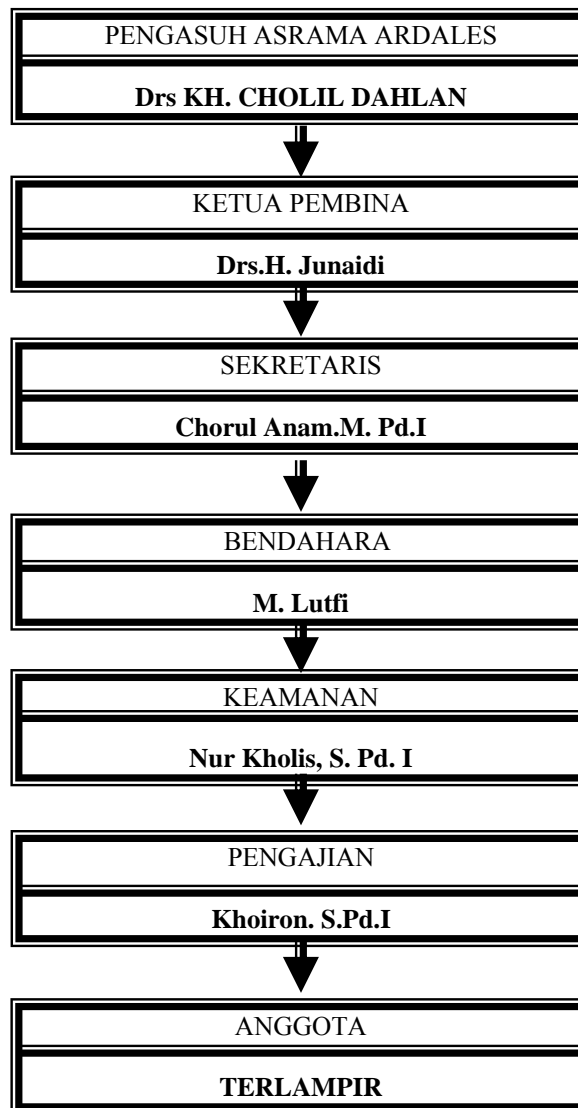 PENGASUH ASRAMA ARDALES
Drs KH. CHOLIL DAHLAN
KETUA PEMBINA
Drs.H. Junaidi
SEKRETARIS
Chorul Anam.M. Pd.I
BENDAHARA
M. Lutfi
KEAMANAN
Nur Kholis, S. Pd. I
PENGAJIAN
Khoiron. S.Pd.I
ANGGOTA
TERLAMPIR